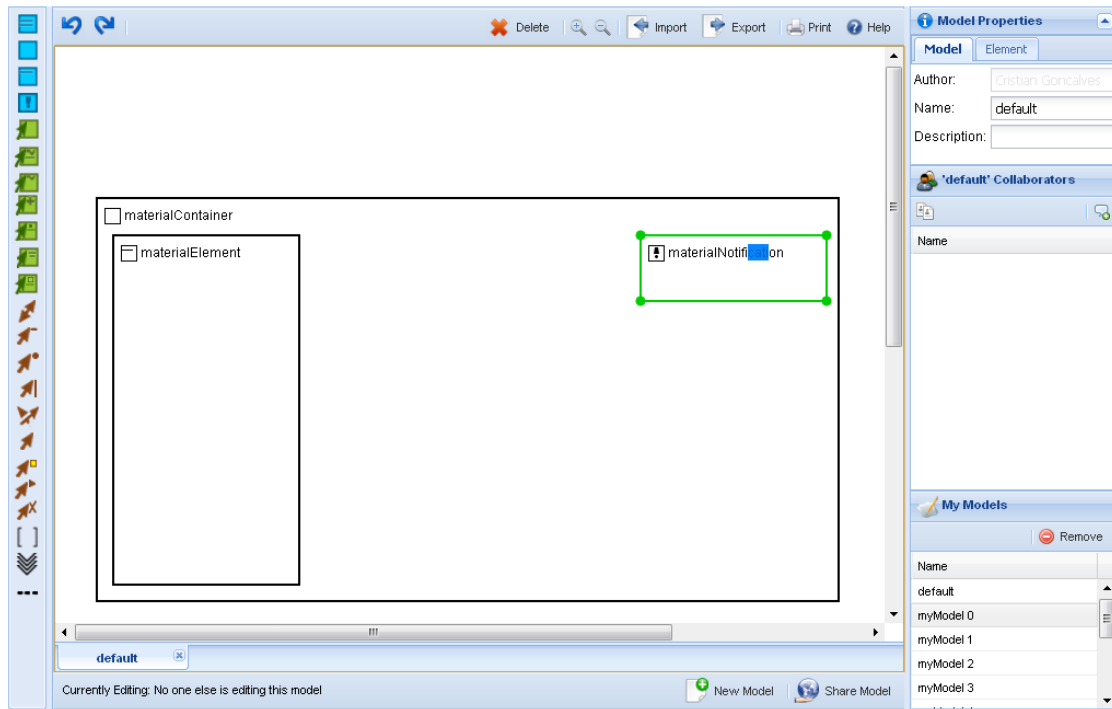 Delete
Import
Export
Print
Help
materialContainer
materialElement
materialNotification
default
Currently Editing: No one else is editing this model
New Model
Share Model
Model Properties
Model
Element
Author:
Cristian Goncalves
Name:
default
Description:
'default' Collaborators
Name
My Models
Remove
Name
default
myModel 0
myModel 1
myModel 2
myModel 3